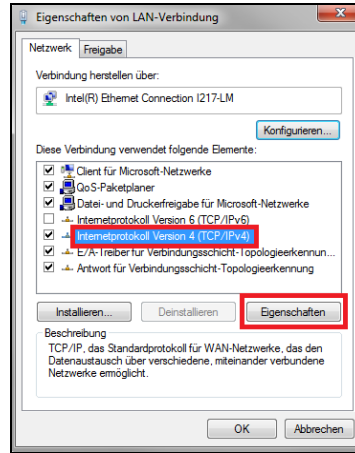 Eigenschaften von LAN-Verbindung
Netzwerk Freigabe
Verbindung herstellen über:
Intel(R) Ethernet Connection I217-LM
Konfigurieren...
Diese Verbindung verwendet folgende Elemente:
Client für Microsoft-Netzwerke
QoS-Paketplaner
Datei- und Druckerfreigabe für Microsoft-Netzwerke
Internetprotokoll Version 6 (TCP/IPv6)
Internetprotokoll Version 4 (TCP/IPv4)
E/A-Treiber für Verbindungsschicht-Topologieerkennun...
Antwort für Verbindungsschicht-Topologieerkennung
Installieren... Deinstallieren Eigenschaften
Beschreibung
TCP/IP, das Standardprotokoll für WAN-Netzwerke, das den
Datenaustausch über verschiedene, miteinander verbundene
Netzwerke ermöglicht.
OK Abbrechen